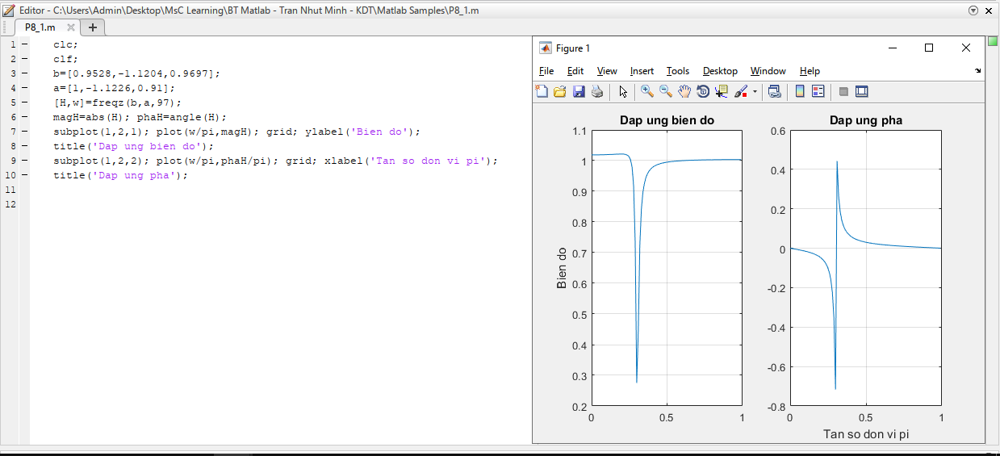 Editor - C:\Users\Admin\Desktop\MsC Learning\BT Matlab - Tran Nhut Minh - KDT\Matlab Samples\P8_1.m
P8_1.m
1 – clc;
2 – clf;
3 – b=[0.9528,-1.1204,0.9697];
4 – a=[1,-1.1226,0.91];
5 – [H,w]=freqz(b,a,97);
6 – magH=abs(H); phaH=angle(H);
7 – subplot(1,2,1); plot(w/pi,magH); grid; ylabel('Bien do');
8 – title('Dap ung bien do');
9 – subplot(1,2,2); plot(w/pi,phaH/pi); grid; xlabel('Tan so don vi pi');
10 – title('Dap ung pha');
11
12
Figure 1
File Edit View Insert Tools Desktop Window Help
Dap ung bien do
1.1
1
0.9
0.8
0.7
0.6
0.5
0.4
0.3
0.2
Bien do
0 0.5 1
Dap ung pha
0.6
0.4
0.2
0
-0.2
-0.4
-0.6
-0.8
0 0.5 1
Tan so don vi pi